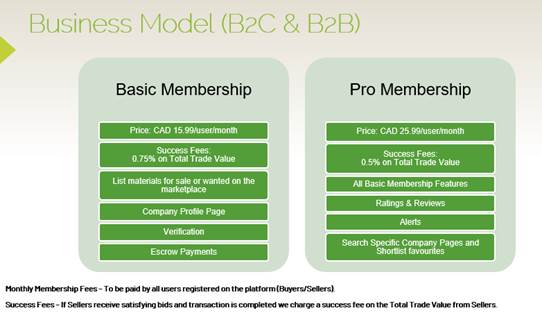 Business Model (B2C & B2B)
Basic Membership
Price: CAD 15.99/user/month
Success Fees:
0.75% on Total Trade Value
List materials for sale or wanted on the
marketplace
Company Profile Page
Verification
Escrow Payments
Pro Membership
Price: CAD 25.99/user/month
Success Fees:
0.5% on Total Trade Value
All Basic Membership Features
Ratings & Reviews
Alerts
Search Specific Company Pages and
Shortlist favourites
Monthly Membership Fees – To be paid by all users registered on the platform (Buyers/Sellers).
Success Fees – If Sellers receive satisfying bids and transaction is completed we charge a success fee on the Total Trade Value from Sellers.